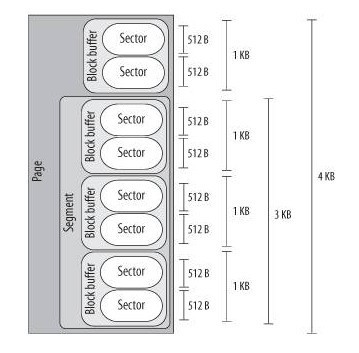 Page
Segment
Block buffer
Sector
512 B
Sector
512 B
1 KB
Block buffer
Sector
512 B
Sector
512 B
1 KB
Block buffer
Sector
512 B
Sector
512 B
1 KB
Block buffer
Sector
512 B
Sector
512 B
1 KB
3 KB
4 KB